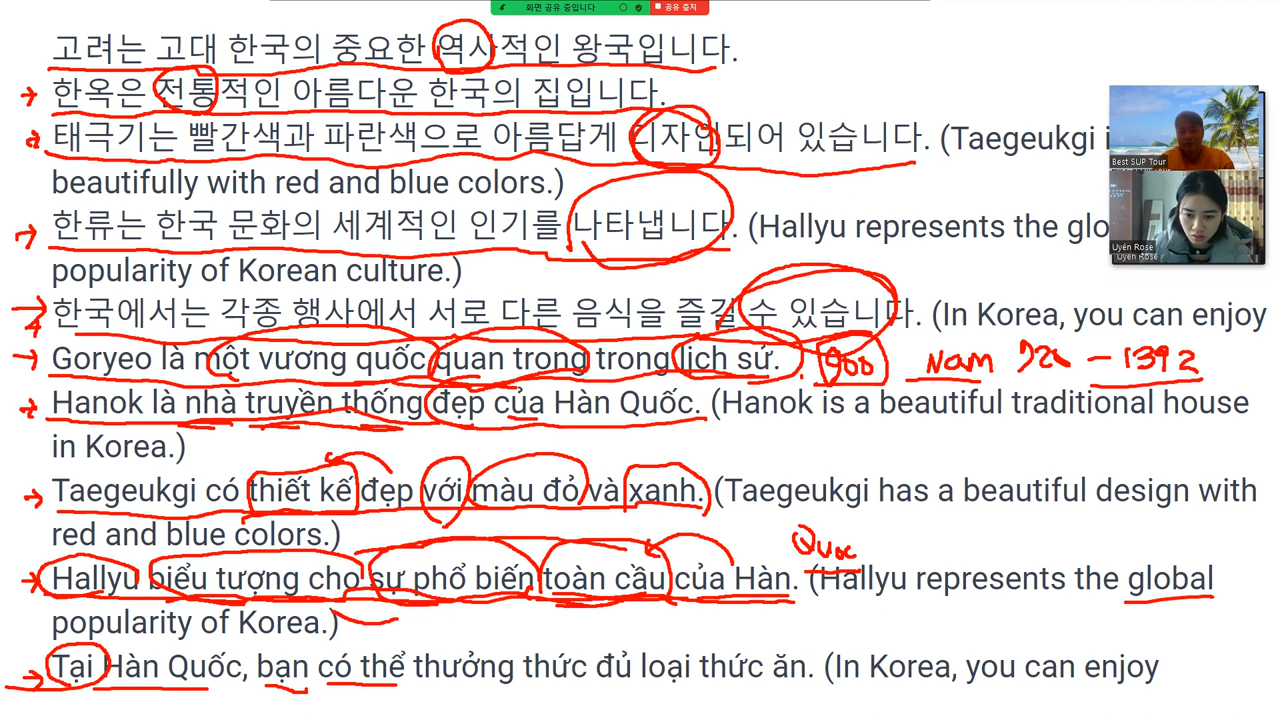 화면 공유 중입니다 공유 중지
고려는 고대 한국의 중요한 역사적인 왕국입니다.
한옥은 전통적인 아름다운 한국의 집입니다.
태극기는 빨간색과 파란색으로 아름답게 디자인되어 있습니다. (Taegeukgi i
beautifully with red and blue colors.)
한류는 한국 문화의 세계적인 인기를 나타냅니다. (Hallyu represents the glo
popularity of Korean culture.)
한국에서는 각종 행사에서 서로 다른 음식을 즐길 수 있습니다. (In Korea, you can enjoy
Goryeo là một vương quốc quan trong trong lịch sử. 900 Nam 920 - 1392
Hanok là nhà truyền thống đẹp của Hàn Quốc. (Hanok is a beautiful traditional house
in Korea.)
Taegeukgi có thiết kế đẹp với màu đỏ và xanh. (Taegeukgi has a beautiful design with
red and blue colors.)
Quoc
Hallyu biểu tượng cho sự phổ biến toàn cầu của Hàn. (Hallyu represents the global
popularity of Korea.)
Tại Hàn Quốc, bạn có thể thưởng thức đủ loại thức ăn. (In Korea, you can enjoy
Best SUP Tour
Uyên Rose
Uyên Rose